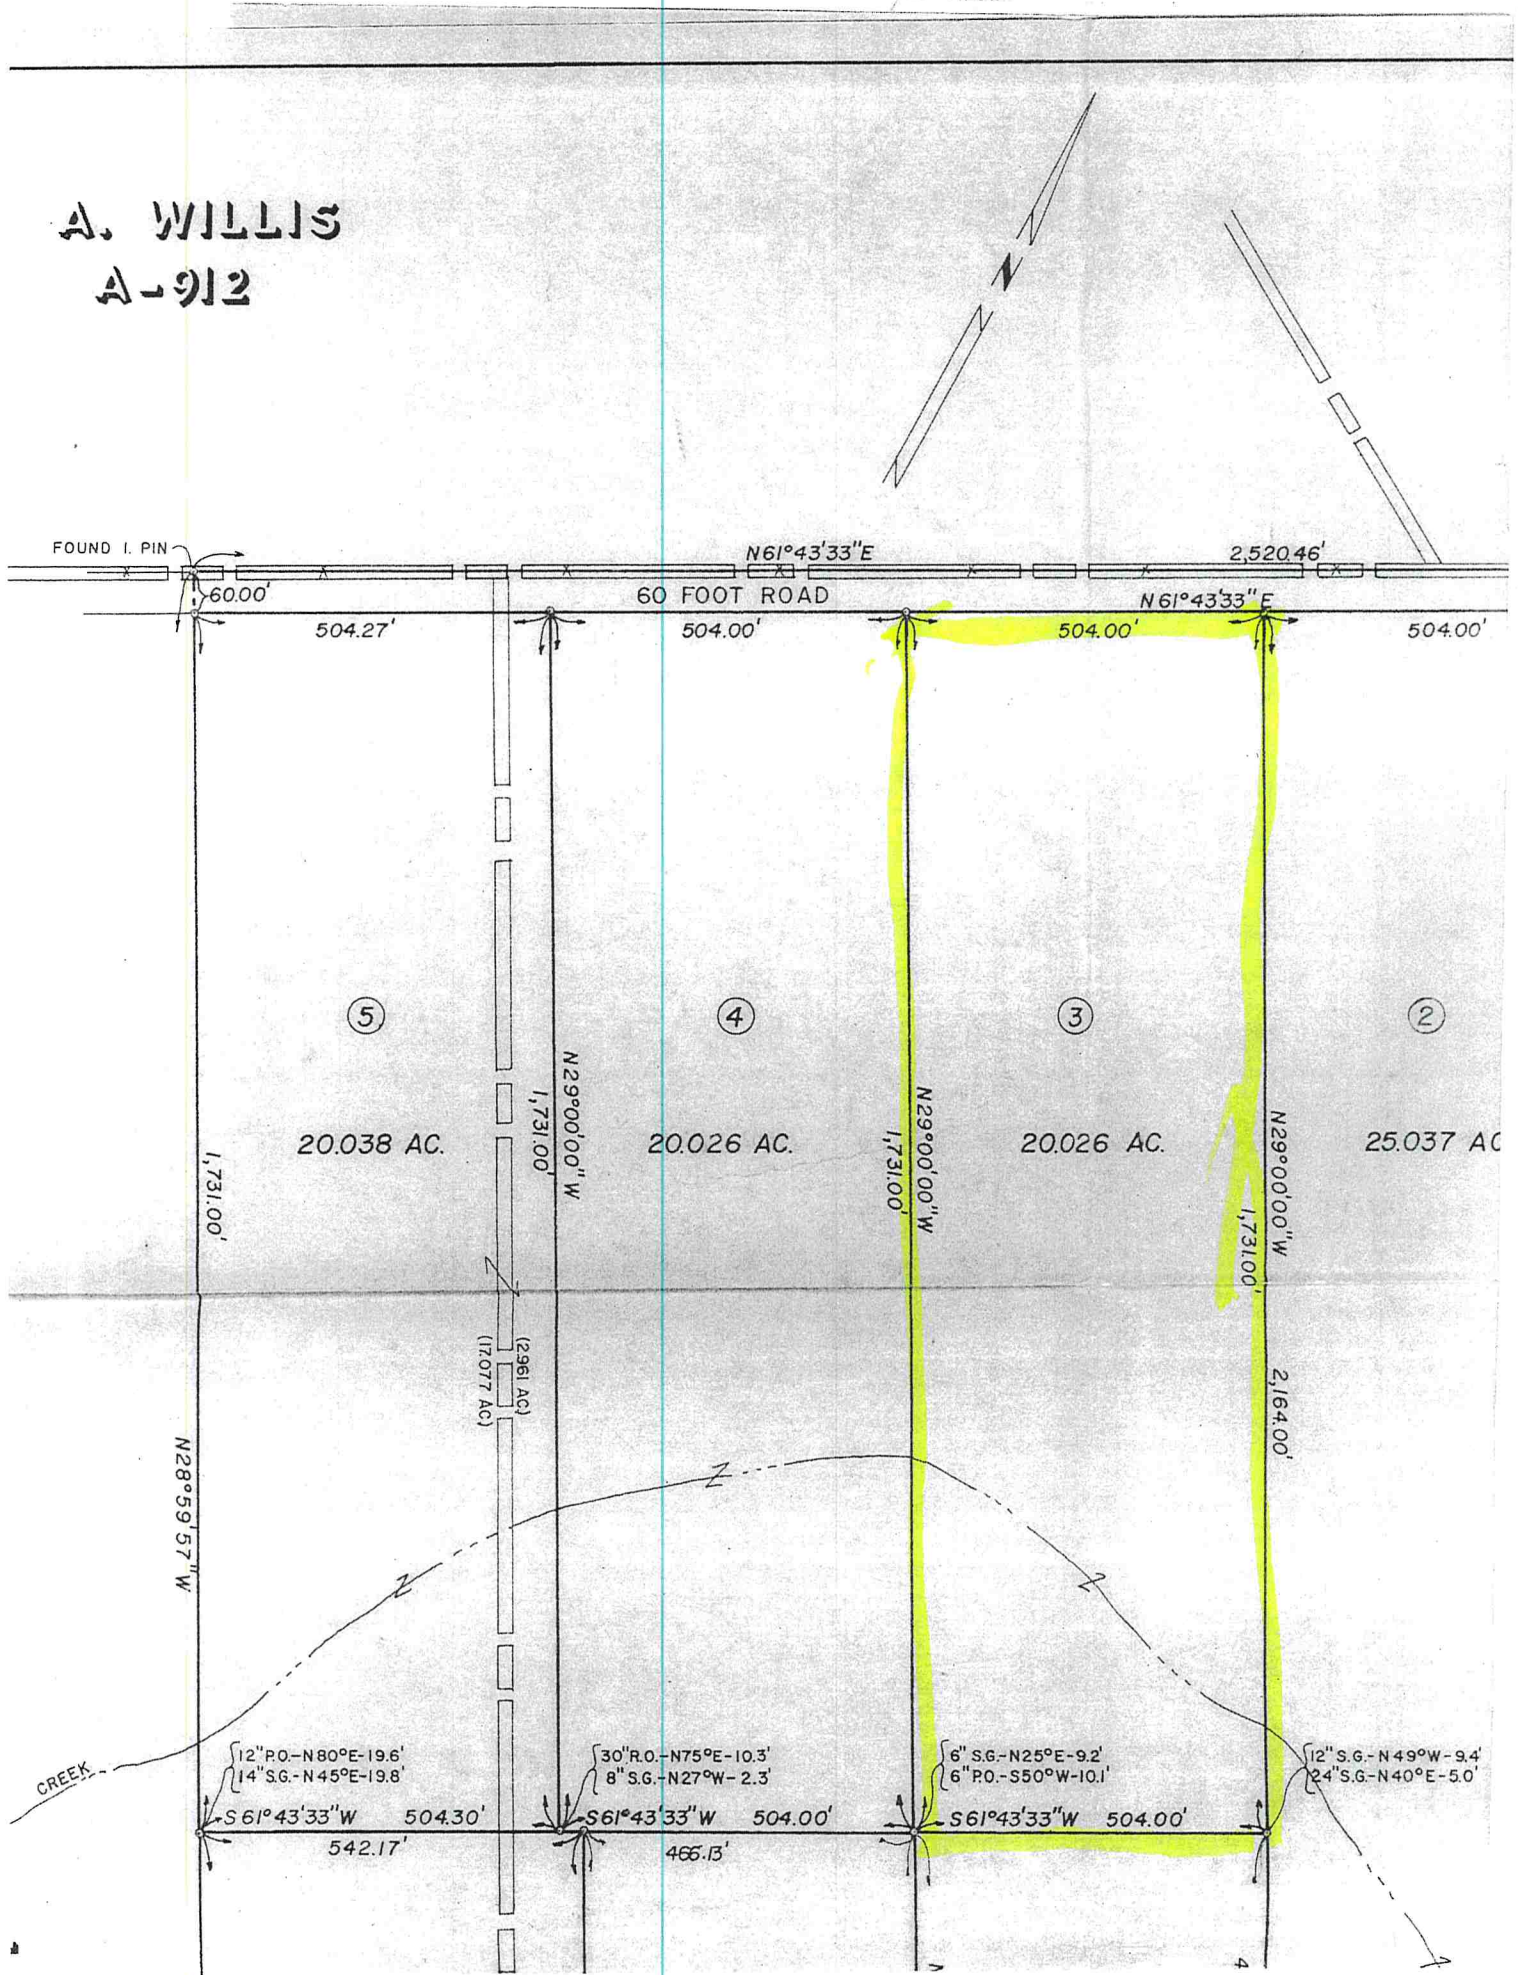 A. WILLIS
A-912
N
FOUND I. PIN
N61°43'33"E
2,520.46'
60.00'
60 FOOT ROAD
N61°43'33"E
504.27'
504.00'
504.00'
504.00'
5
4
3
2
20.038 AC.
20.026 AC.
20.026 AC.
25.037 AC
1,731.00'
N28°59'57"W
N29°00'00"W
1,731.00'
N29°00'00"W
1,731.00'
N29°00'00"W
1,731.00'
2,164.00'
(2.961 AC)
(17.077 AC)
CREEK
12"P.O.-N80°E-19.6'
14"S.G.-N45°E-19.8'
30"R.O.-N75°E-10.3'
8"S.G.-N27°W-2.3'
6" S.G.-N25°E-9.2'
6" P.O.-S50°W-10.1'
12"S.G.-N49°W-9.4'
24"S.G.-N40°E-5.0'
S61°43'33"W 504.30'
S61°43'33"W 504.00'
S61°43'33"W 504.00'
542.17'
466.13'
4